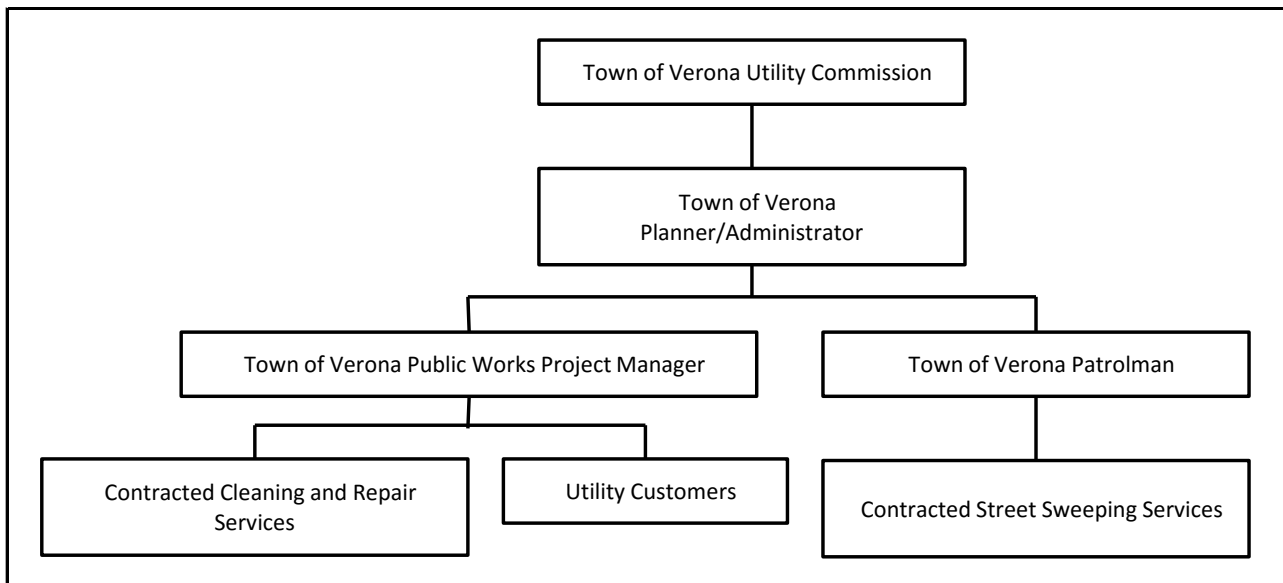 Town of Verona Utility Commission
Town of Verona
Planner/Administrator
Town of Verona Public Works Project Manager
Town of Verona Patrolman
Contracted Cleaning and Repair
Services
Utility Customers
Contracted Street Sweeping Services